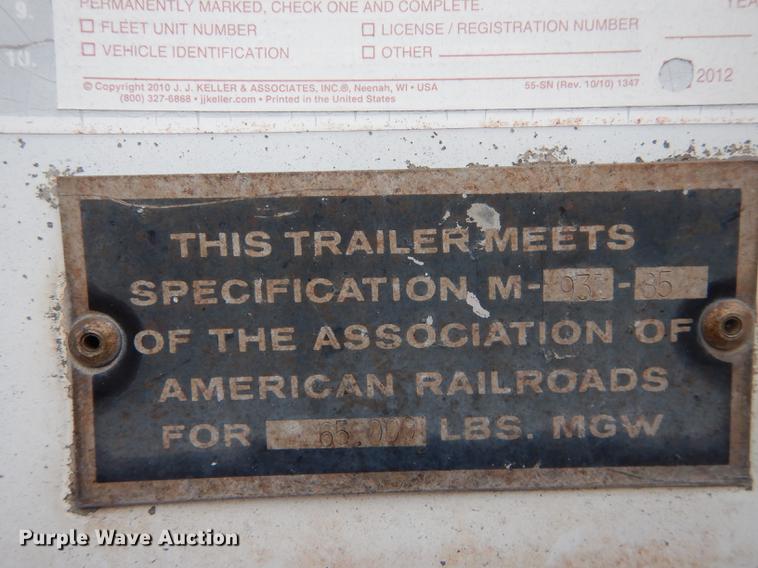 9.
PERMANENTLY MARKED, CHECK ONE AND COMPLETE.
☐ FLEET UNIT NUMBER ☐ LICENSE / REGISTRATION NUMBER
☐ VEHICLE IDENTIFICATION ☐ OTHER
10.
2012
© Copyright 2010 J. J. KELLER & ASSOCIATES, INC.®, Neenah, WI • USA 55-SN (Rev. 10/10) 1347
(800) 327-6868 • jjkeller.com • Printed in the United States
THIS TRAILER MEETS
SPECIFICATION M-93 -85
OF THE ASSOCIATION OF
AMERICAN RAILROADS
FOR 65,000 LBS. MGW
Purple Wave Auction